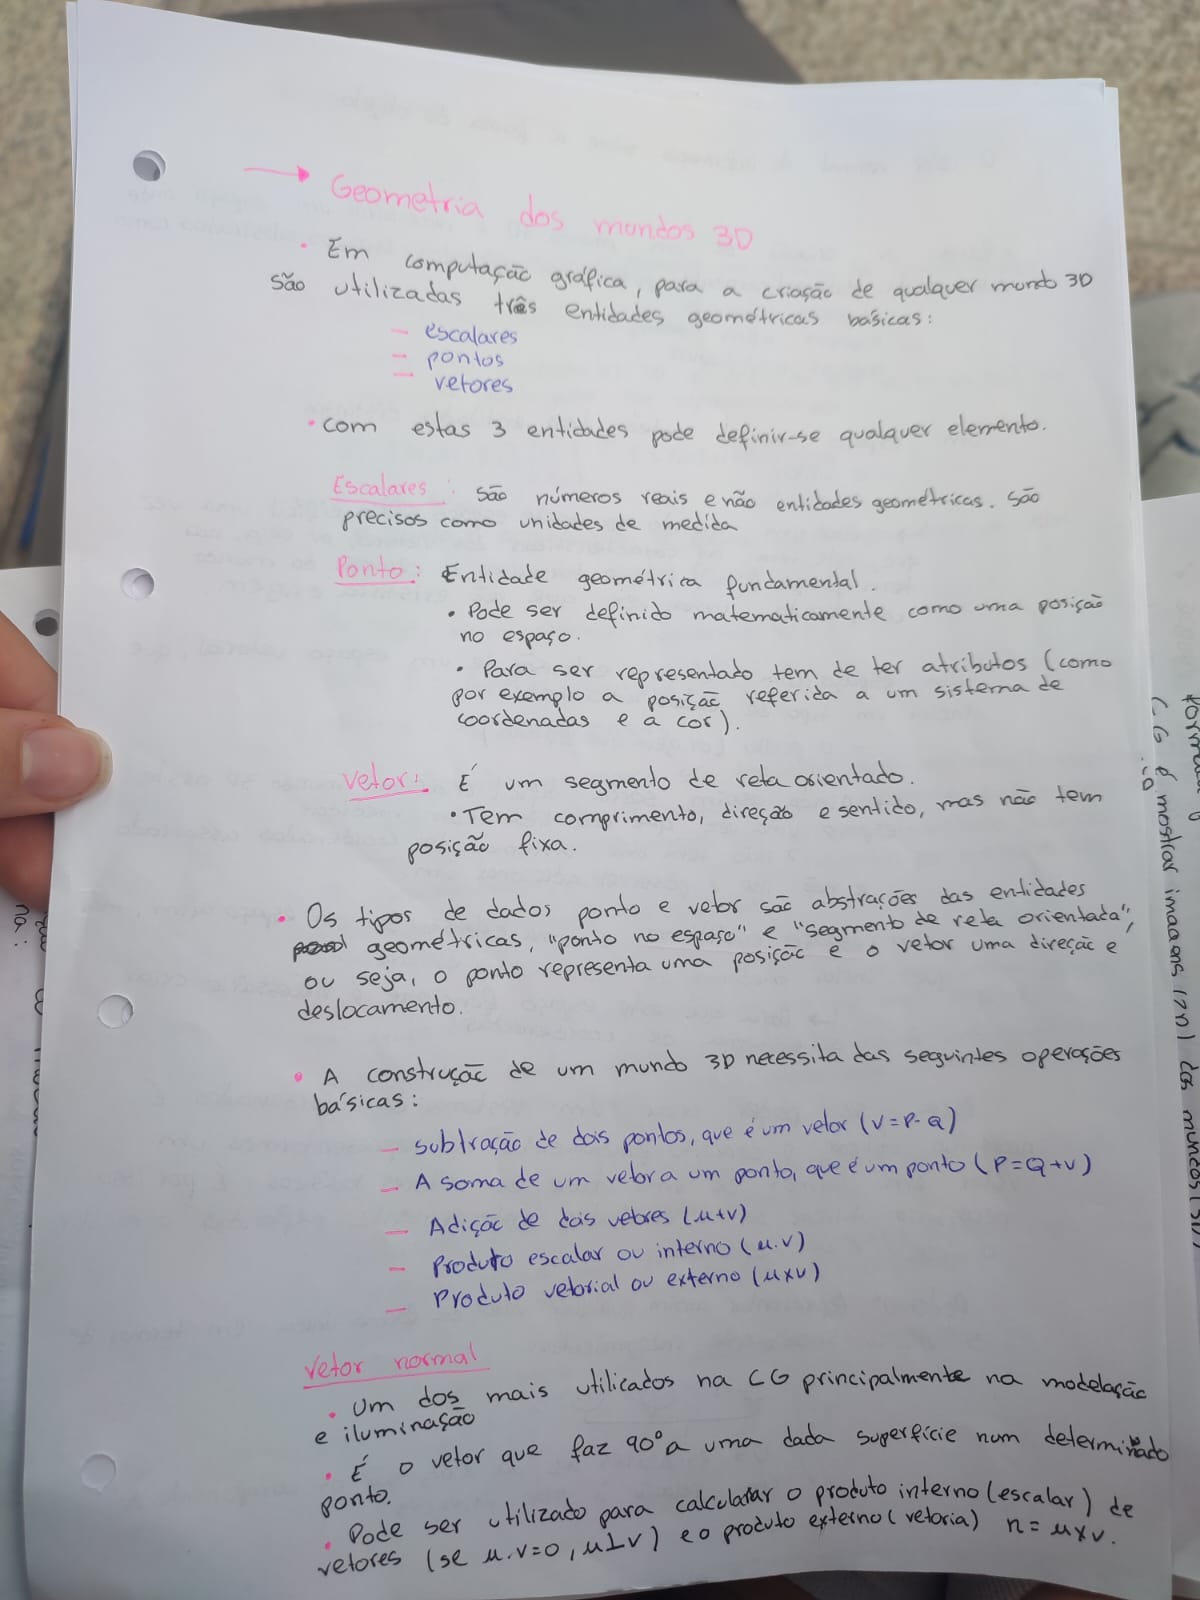 → Geometria dos mundos 3D
• Em computação gráfica, para a criação de qualquer mundo 3D
são utilizadas três entidades geométricas básicas:
– escalares
– pontos
– vetores
• com estas 3 entidades pode definir-se qualquer elemento.
Escalares: são números reais e não entidades geométricas. são
precisos como unidades de medida
Ponto: Entidade geométrica fundamental.
• Pode ser definido matematicamente como uma posição
no espaço.
• Para ser representado tem de ter atributos (como
por exemplo a posição referida a um sistema de
coordenadas e a cor).
Vetor: É um segmento de reta orientado.
• Tem comprimento, direção e sentido, mas não tem
posição fixa.
• Os tipos de dados ponto e vetor são abstrações das entidades
geométricas, "ponto no espaço" e "segmento de reta orientada",
ou seja, o ponto representa uma posição e o vetor uma direção e
deslocamento.
• A construção de um mundo 3D necessita das seguintes operações
básicas:
– subtração de dois pontos, que é um vetor (v=P-Q)
– A soma de um vetor a um ponto, que é um ponto (P=Q+v)
– Adição de dois vetores (u+v)
– Produto escalar ou interno (u.v)
– Produto vetorial ou externo (uxv)
Vetor normal
• Um dos mais utilicados na CG principalmente na modelação
e iluminação
• É o vetor que faz 90° a uma dada superfície num determinado
ponto.
• Pode ser utilizado para calcular o produto interno (escalar) de
vetores (se u.v=0, u⊥v) e o produto externo (vetoria) n=uxv.
CG é mostrar imagens (2D) dos mundos (3D)
na: